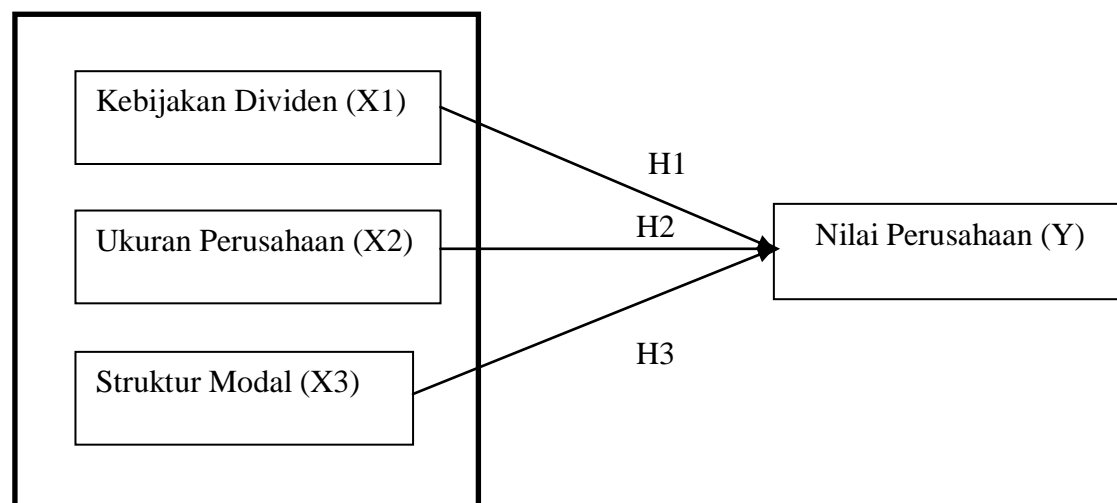 Kebijakan Dividen (X1)
H1
Ukuran Perusahaan (X2)
H2
Nilai Perusahaan (Y)
H3
Struktur Modal (X3)